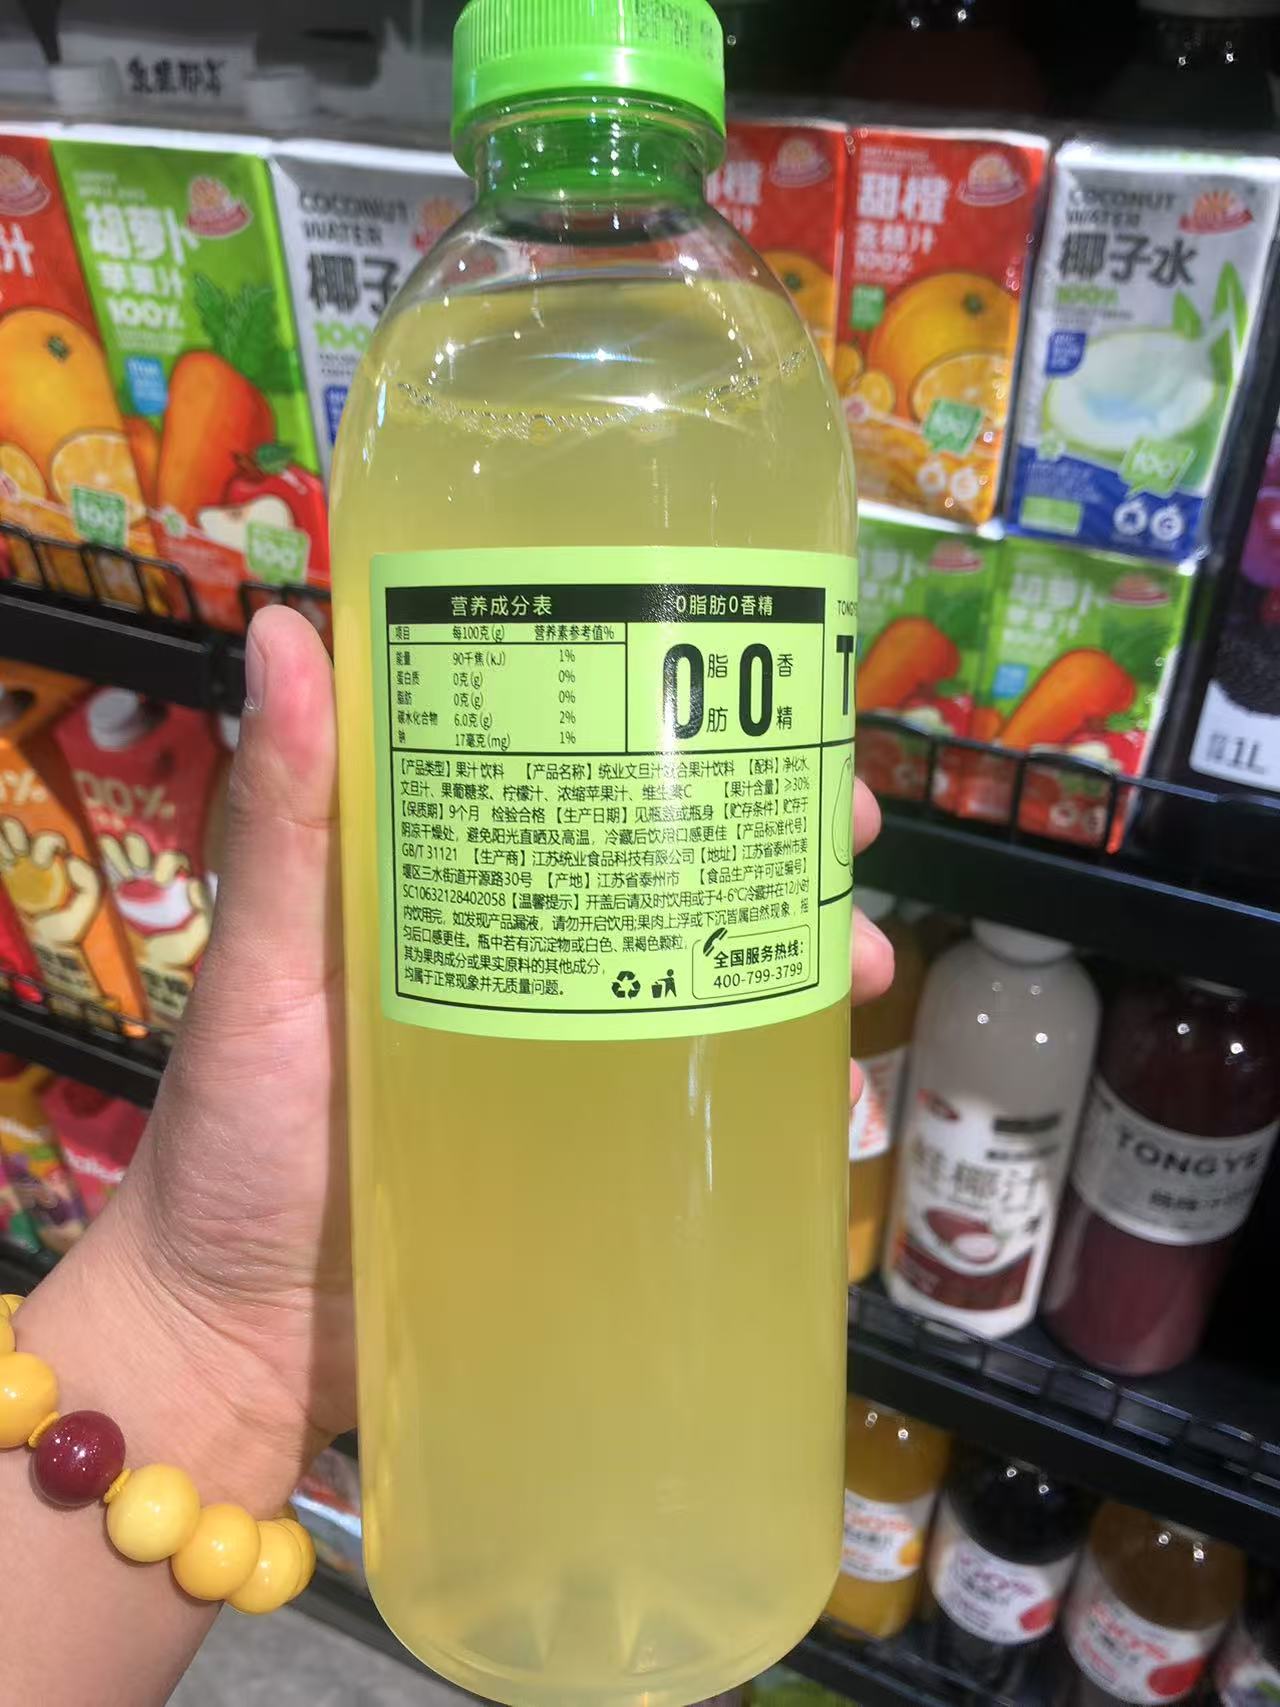 胡萝卜
苹果汁
100%
COCONUT
WATER
椰子
甜橙
100%
COCONUT
WATER
椰子水
营养成分表
0脂肪0香精
项目 每100克(g) 营养素参考值%
能量 90千焦(kJ) 1%
蛋白质 0克(g) 0%
脂肪 0克(g) 0%
碳水化合物 6.0克(g) 2%
钠 17毫克(mg) 1%
0脂肪 0香精
【产品类型】果汁饮料 【产品名称】统业文旦汁复合果汁饮料 【配料】净化水、
文旦汁、果葡糖浆、柠檬汁、浓缩苹果汁、维生素C 【果汁含量】≥30%
【保质期】9个月 检验合格 【生产日期】见瓶盖或瓶身 【贮存条件】贮存于
阴凉干燥处，避免阳光直晒及高温，冷藏后饮用口感更佳 【产品标准代号】
GB/T 31121 【生产商】江苏统业食品科技有限公司 【地址】江苏省泰州市姜
堰区三水街道开源路30号 【产地】江苏省泰州市 【食品生产许可证编号】
SC10632128402058 【温馨提示】开盖后请及时饮用或于4-6℃冷藏并在12小时
内饮用完，如发现产品漏液，请勿开启饮用;果肉上浮或下沉皆属自然现象，摇
匀后口感更佳。瓶中若有沉淀物或白色、黑褐色颗粒，
其为果肉成分或果实原料的其他成分，
均属于正常现象并无质量问题。
全国服务热线：
400-799-3799
1L
椰汁
TONGYE